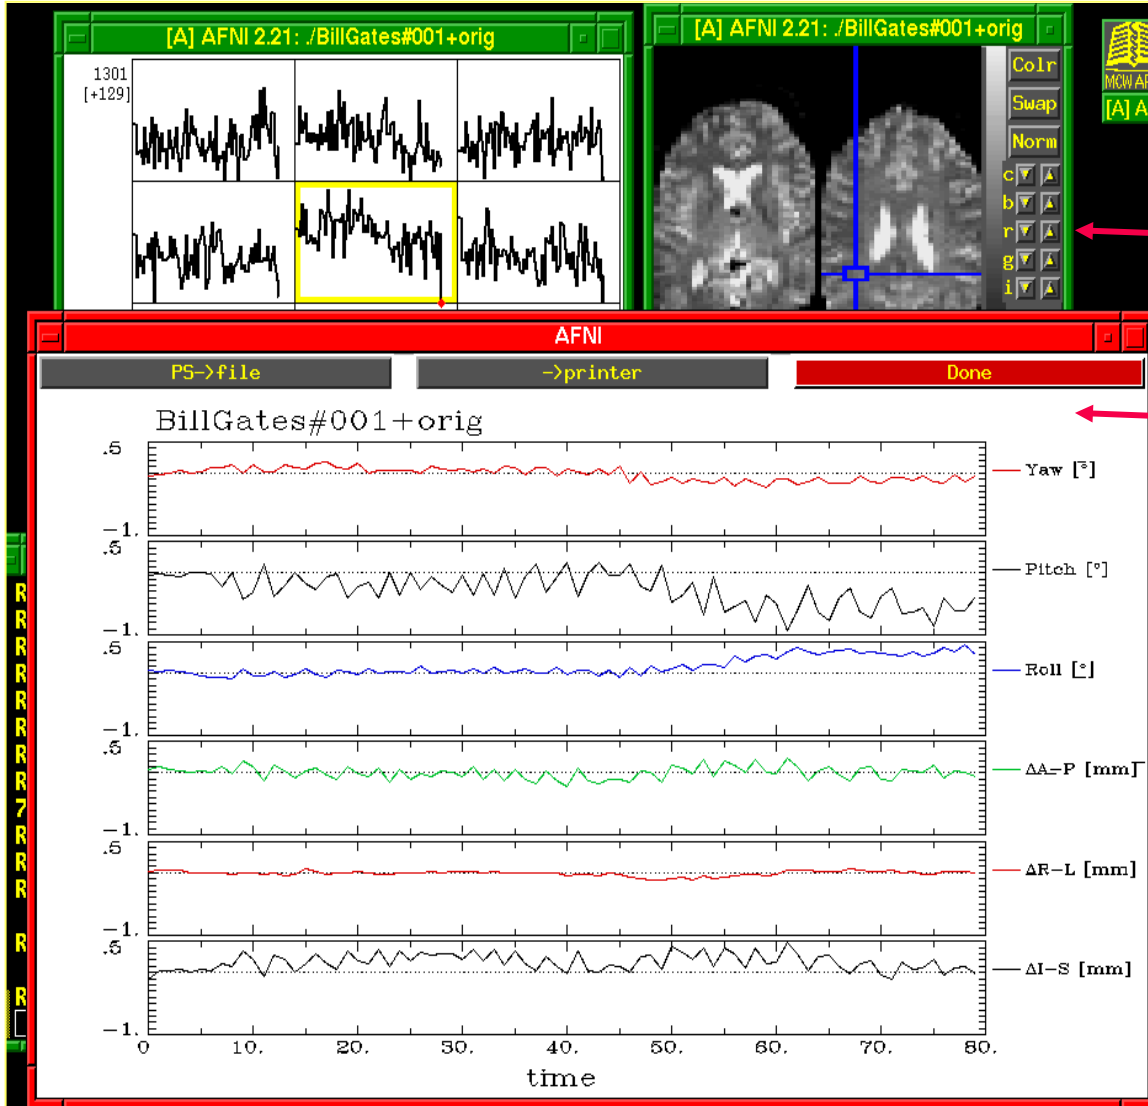 [A] AFNI 2.21: ./BillGates#001+orig
1301
[+129]
[A] AFNI 2.21: ./BillGates#001+orig
Colr
Swap
Norm
c
b
r
g
i
[A] A
AFNI
PS->file
->printer
Done
BillGates#001+orig
.5
-1.
Yaw [°]
.5
-1.
Pitch [°]
.5
-1.
Roll [°]
.5
-1.
ΔA-P [mm]
.5
-1.
ΔR-L [mm]
.5
-1.
ΔI-S [mm]
0 10. 20. 30. 40. 50. 60. 70. 80.
time
R
R
R
R
R
R
R
R
7
R
R
R
R
R